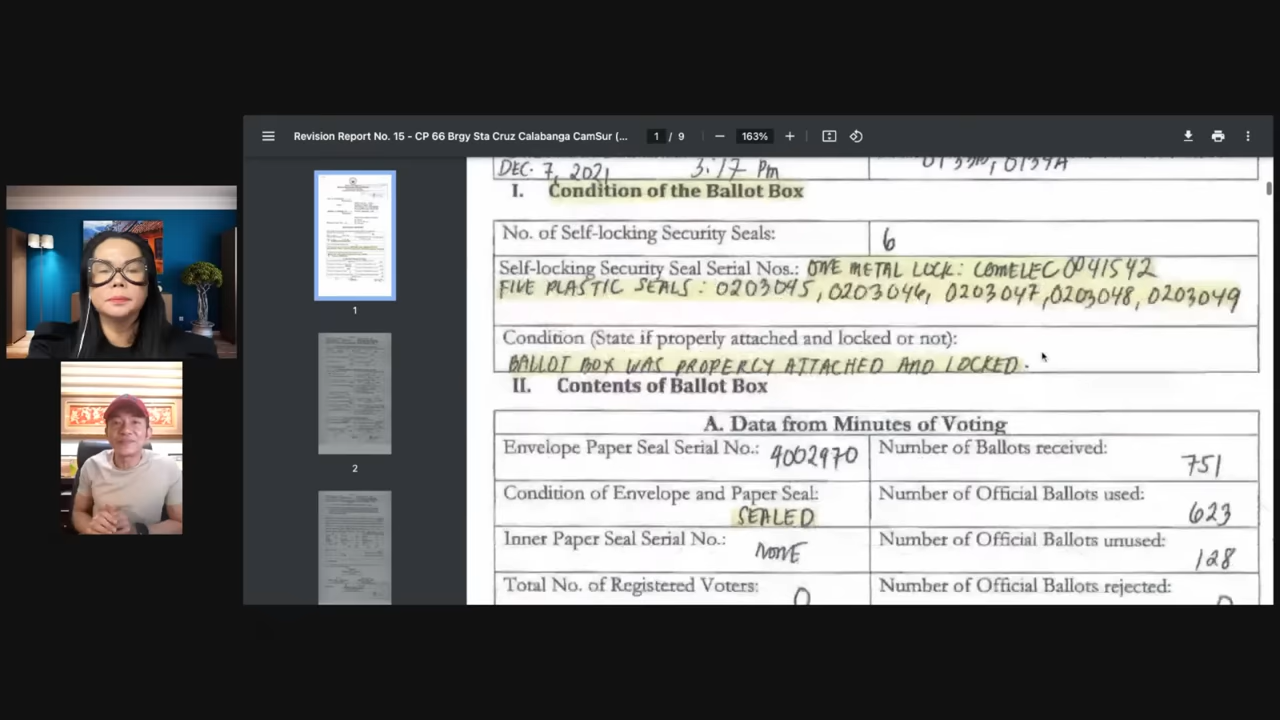 Revision Report No. 15 - CP 66 Brgy Sta Cruz Calabanga CamSur (...
1 / 9
163%
1
2
DEC. 7, 2021 3:17 PM
0133A, 0134A
I. Condition of the Ballot Box
No. of Self-locking Security Seals: 6
Self-locking Security Seal Serial Nos.: ONE METAL LOCK: COMELEC 0041542
FIVE PLASTIC SEALS: 0203045, 0203046, 0203047, 0203048, 0203049
Condition (State if properly attached and locked or not):
BALLOT BOX WAS PROPERLY ATTACHED AND LOCKED.
II. Contents of Ballot Box
A. Data from Minutes of Voting
Envelope Paper Seal Serial No.: 4002970
Number of Ballots received: 751
Condition of Envelope and Paper Seal: SEALED
Number of Official Ballots used: 623
Inner Paper Seal Serial No.: NONE
Number of Official Ballots unused: 128
Total No. of Registered Voters: 0
Number of Official Ballots rejected: 0